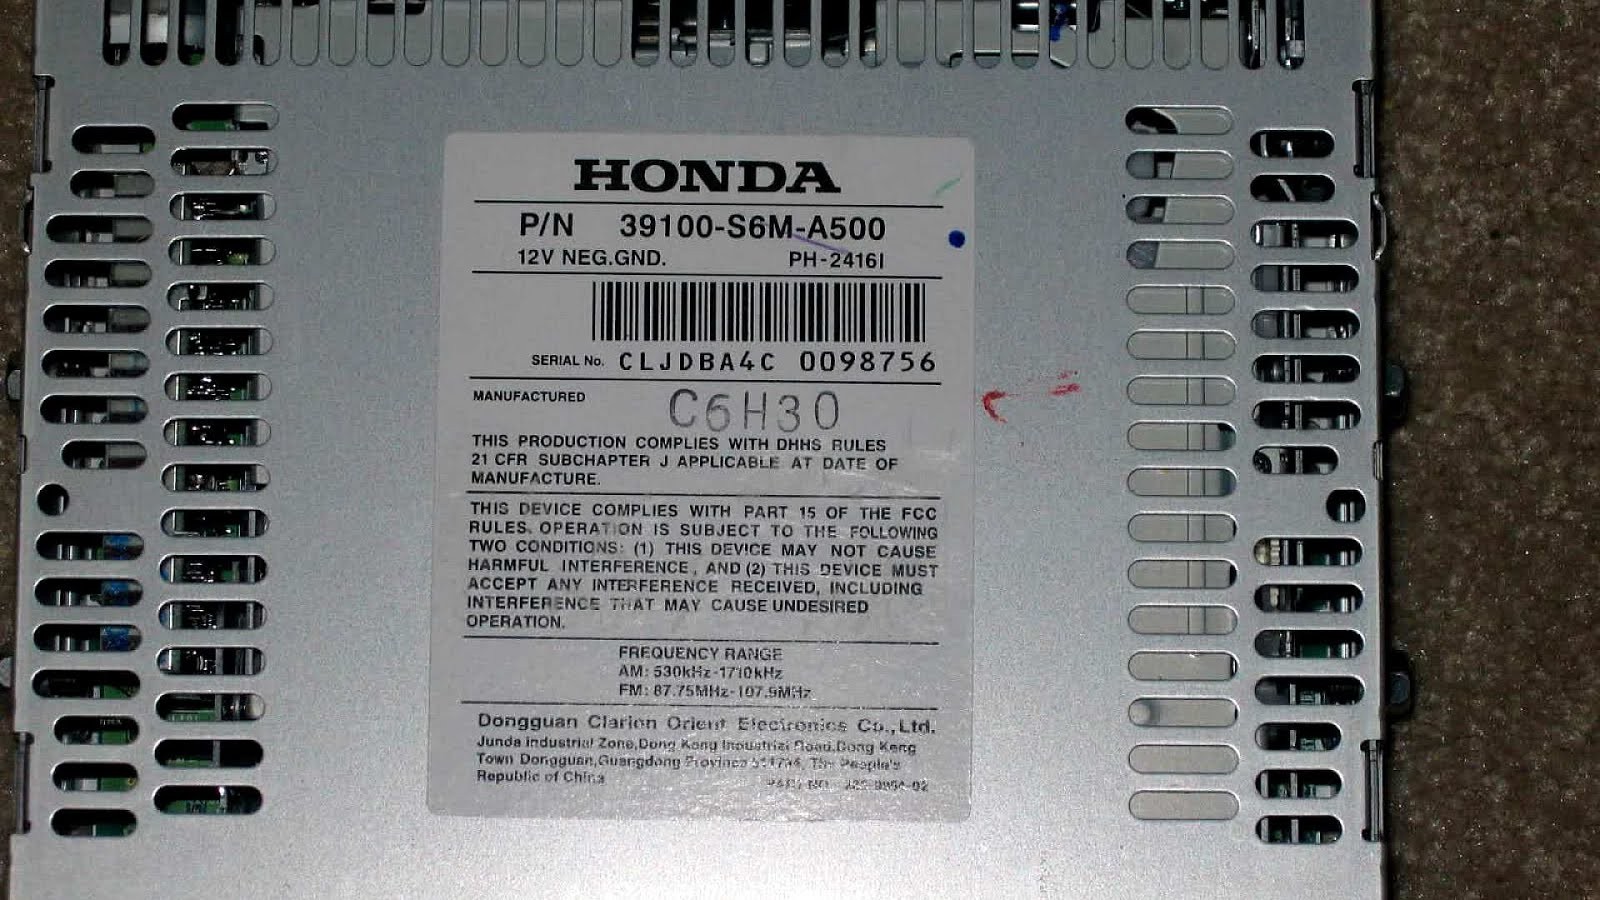 HONDA
P/N 39100-S6M-A500
12V NEG.GND. PH-2416I
SERIAL No. CLJDBA4C 0098756
MANUFACTURED C6H30
THIS PRODUCTION COMPLIES WITH DHHS RULES
21 CFR SUBCHAPTER J APPLICABLE AT DATE OF
MANUFACTURE.
THIS DEVICE COMPLIES WITH PART 15 OF THE FCC
RULES. OPERATION IS SUBJECT TO THE FOLLOWING
TWO CONDITIONS: (1) THIS DEVICE MAY NOT CAUSE
HARMFUL INTERFERENCE, AND (2) THIS DEVICE MUST
ACCEPT ANY INTERFERENCE RECEIVED, INCLUDING
INTERFERENCE THAT MAY CAUSE UNDESIRED
OPERATION.
FREQUENCY RANGE
AM: 530kHz-1710kHz
FM: 87.75MHz-107.9MHz
Dongguan Clarion Orient Electronics Co.,Ltd.
Junda Industrial Zone,Dong Keng Industrial Road,Dong Keng
Town Dongguan,Guangdong Province The People's
Republic of China PART NO.